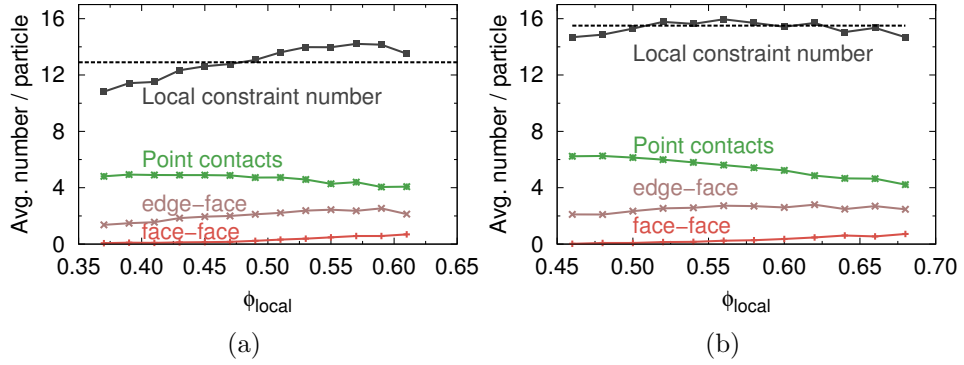 16
12
8
4
0
Avg. number / particle
Local constraint number
Point contacts
edge−face
face−face
0.35 0.40 0.45 0.50 0.55 0.60 0.65
ϕlocal
(a)
16
12
8
4
0
Avg. number / particle
Local constraint number
Point contacts
edge−face
face−face
0.45 0.50 0.55 0.60 0.65 0.70
ϕlocal
(b)